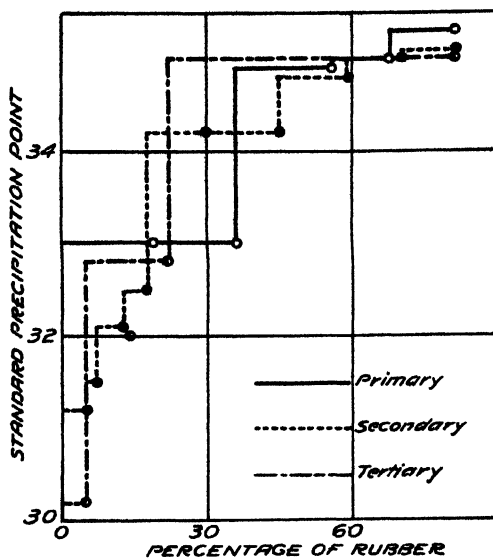 STANDARD PRECIPITATION POINT
34
32
30
0
30
60
Primary
Secondary
Tertiary
PERCENTAGE OF RUBBER